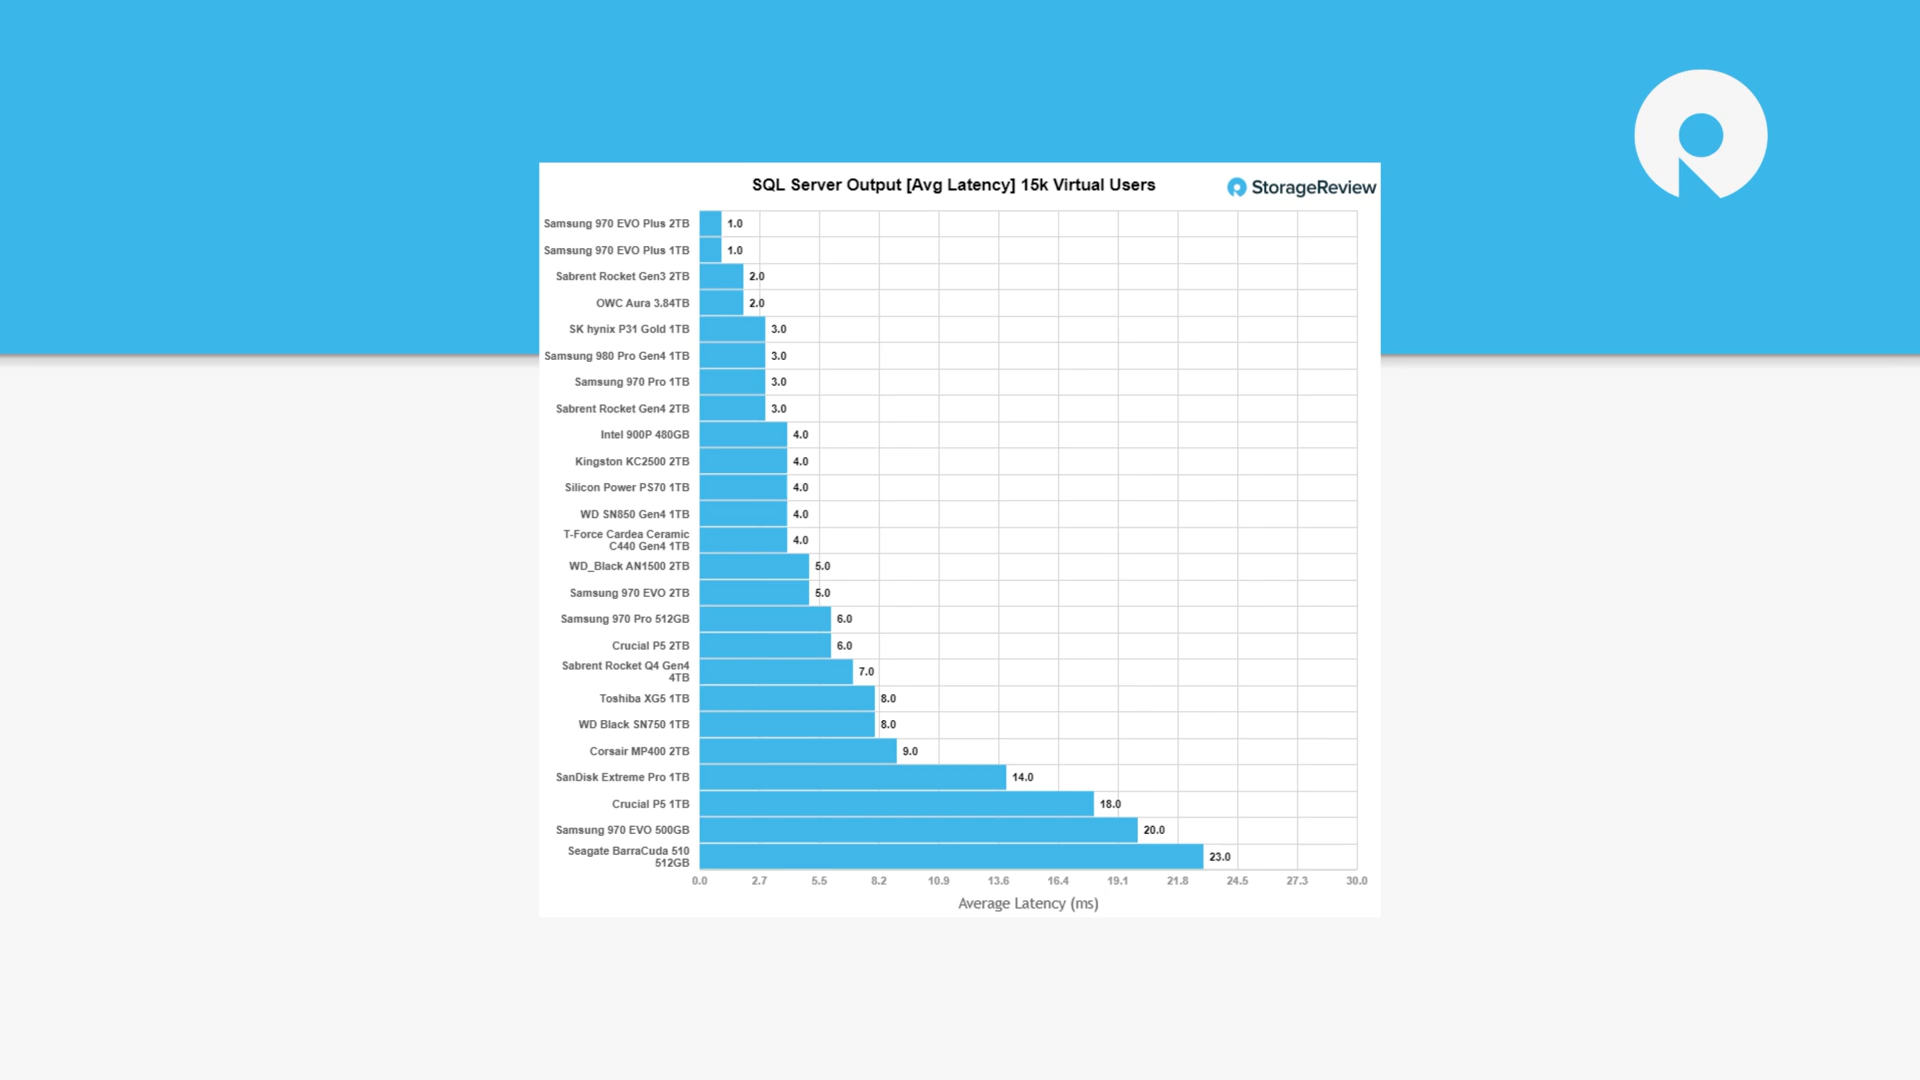 SQL Server Output [Avg Latency] 15k Virtual Users
StorageReview
Samsung 970 EVO Plus 2TB 1.0
Samsung 970 EVO Plus 1TB 1.0
Sabrent Rocket Gen3 2TB 2.0
OWC Aura 3.84TB 2.0
SK hynix P31 Gold 1TB 3.0
Samsung 980 Pro Gen4 1TB 3.0
Samsung 970 Pro 1TB 3.0
Sabrent Rocket Gen4 2TB 3.0
Intel 900P 480GB 4.0
Kingston KC2500 2TB 4.0
Silicon Power PS70 1TB 4.0
WD SN850 Gen4 1TB 4.0
T-Force Cardea Ceramic
C440 Gen4 1TB 4.0
WD_Black AN1500 2TB 5.0
Samsung 970 EVO 2TB 5.0
Samsung 970 Pro 512GB 6.0
Crucial P5 2TB 6.0
Sabrent Rocket Q4 Gen4
4TB 7.0
Toshiba XG5 1TB 8.0
WD Black SN750 1TB 8.0
Corsair MP400 2TB 9.0
SanDisk Extreme Pro 1TB 14.0
Crucial P5 1TB 18.0
Samsung 970 EVO 500GB 20.0
Seagate BarraCuda 510
512GB 23.0
0.0 2.7 5.5 8.2 10.9 13.6 16.4 19.1 21.8 24.5 27.3 30.0
Average Latency (ms)